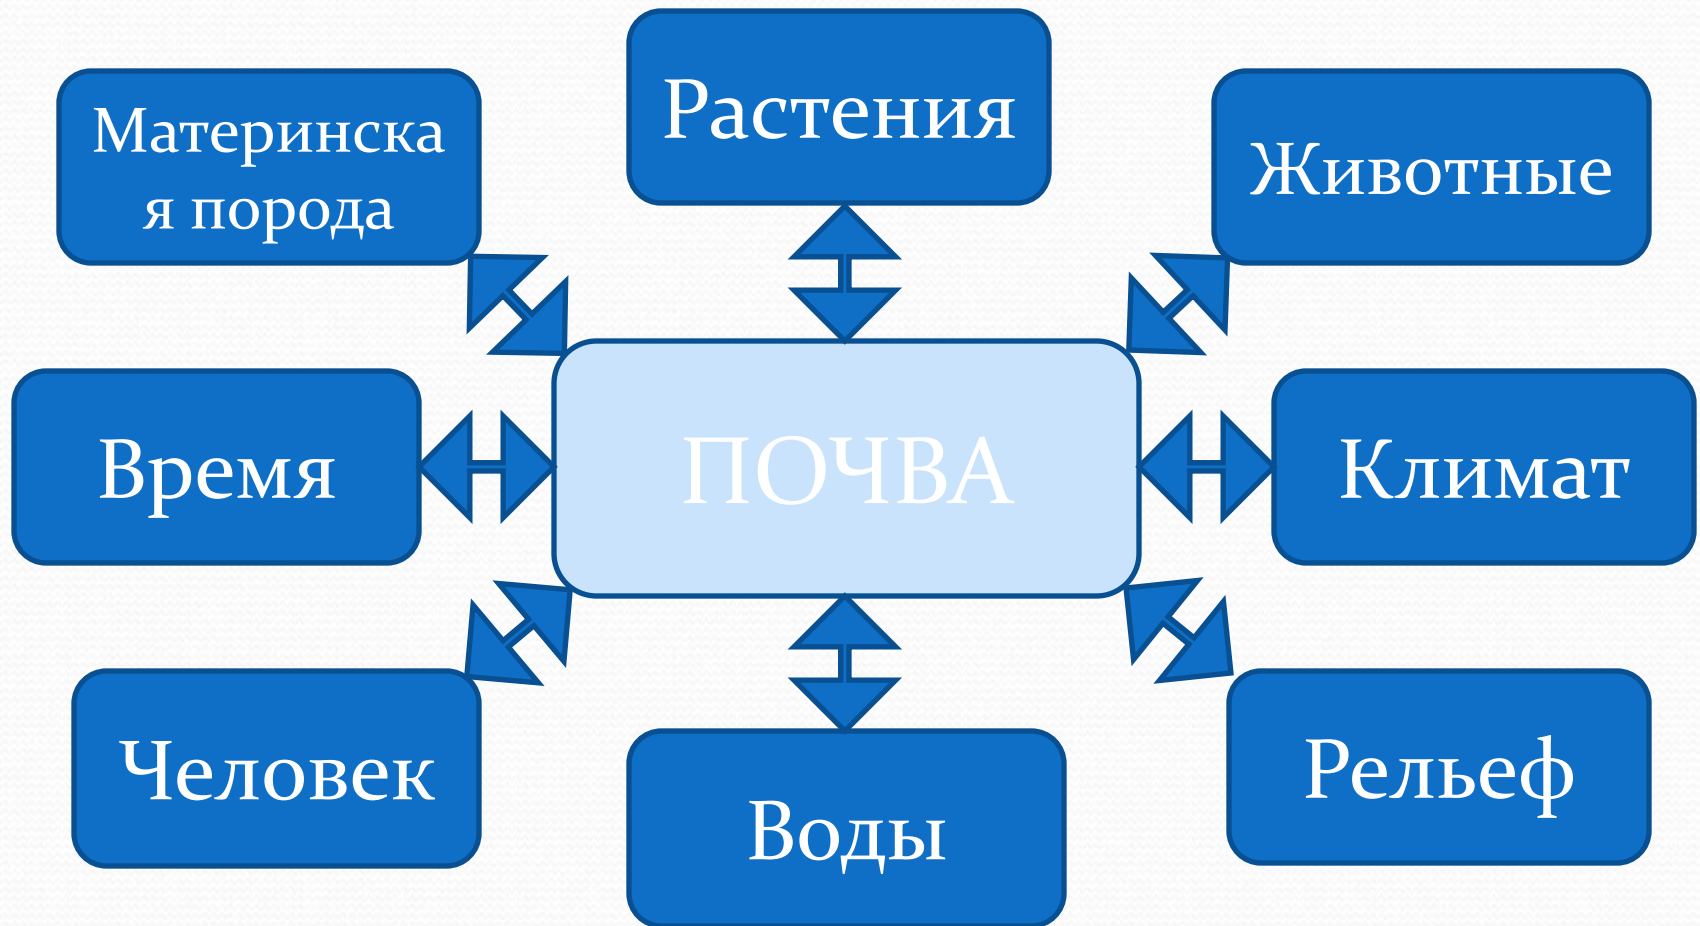 Растения
Материнска
я порода
Животные
Время
ПОЧВА
Климат
Человек
Воды
Рельеф